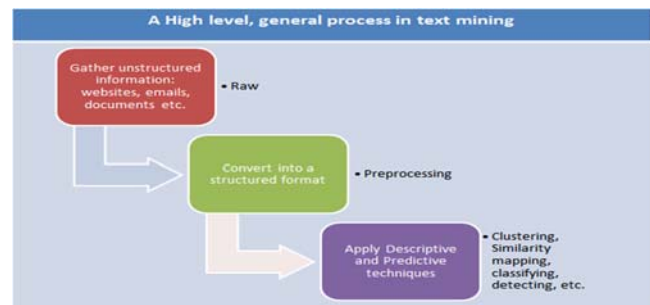 A High level, general process in text mining
Gather unstructured
information:
websites, emails,
documents etc.
• Raw
Convert into a
structured format
• Preprocessing
Apply Descriptive
and Predictive
techniques
• Clustering,
Similarity
mapping,
classifying,
detecting, etc.